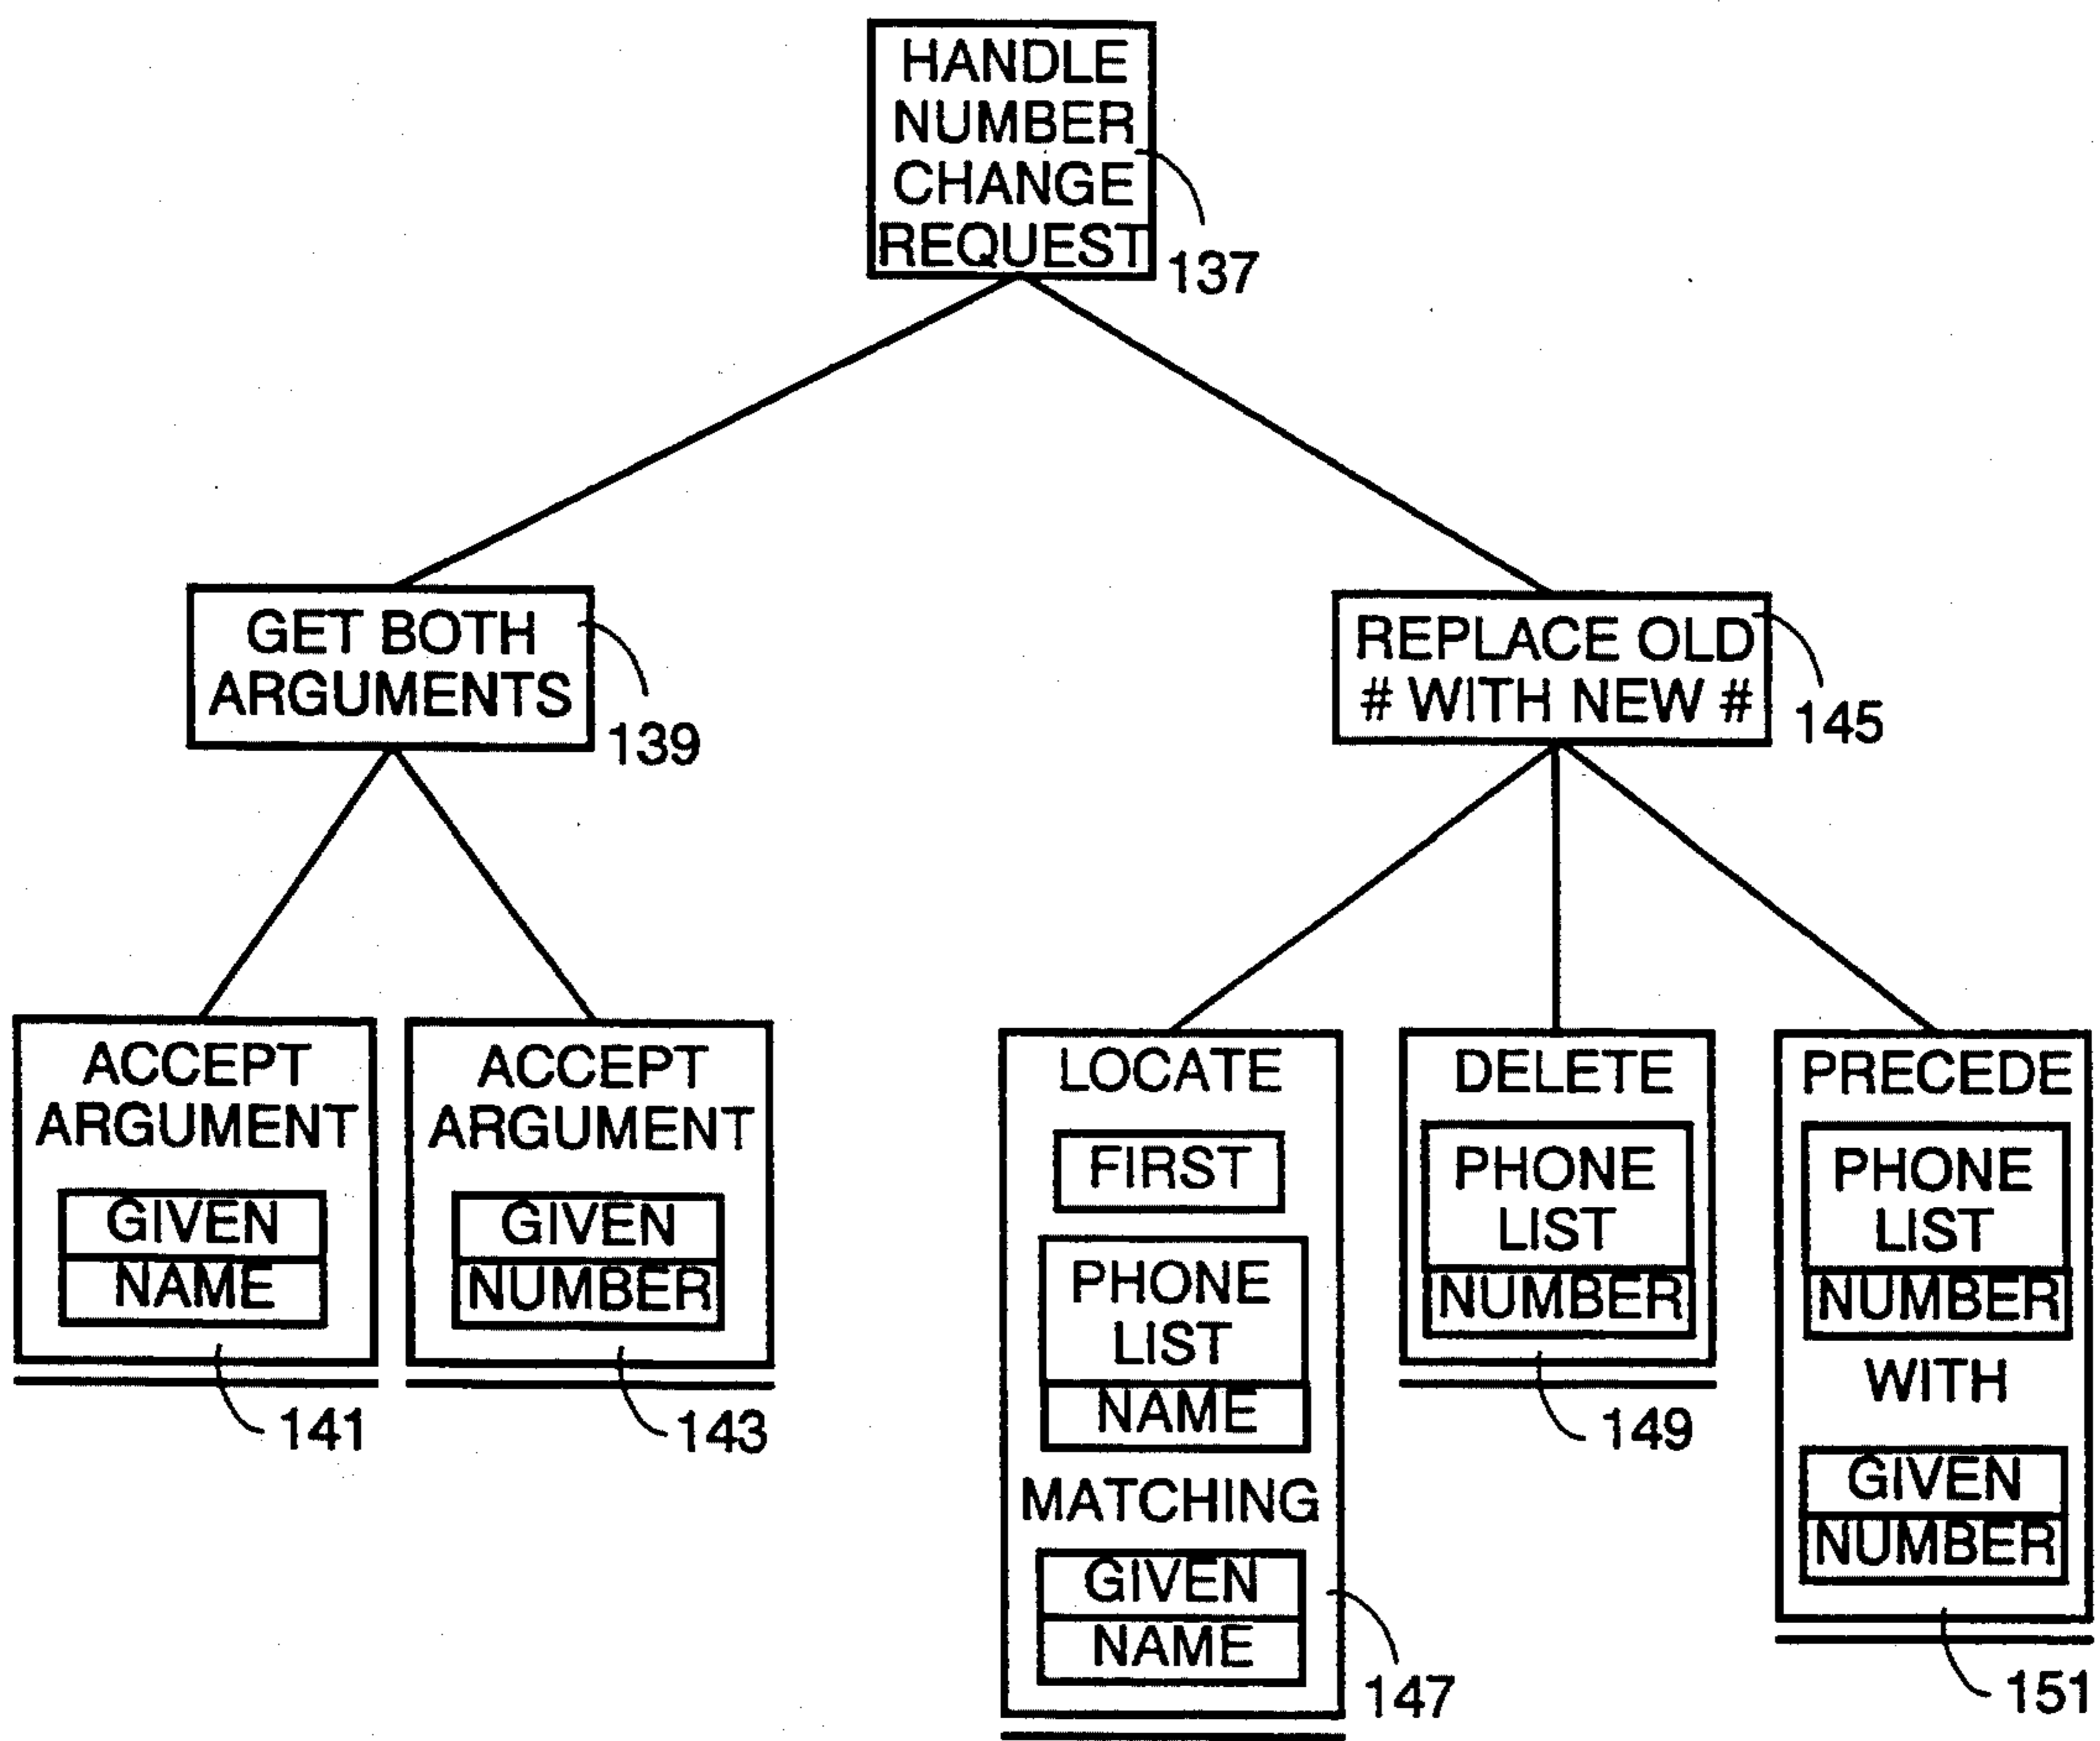 HANDLE
NUMBER
CHANGE
REQUEST
137
GET BOTH
ARGUMENTS
139
REPLACE OLD
# WITH NEW #
145
ACCEPT
ARGUMENT
GIVEN
NAME
141
ACCEPT
ARGUMENT
GIVEN
NUMBER
143
LOCATE
FIRST
PHONE
LIST
NAME
MATCHING
GIVEN
NAME
147
DELETE
PHONE
LIST
NUMBER
149
PRECEDE
PHONE
LIST
NUMBER
WITH
GIVEN
NUMBER
151